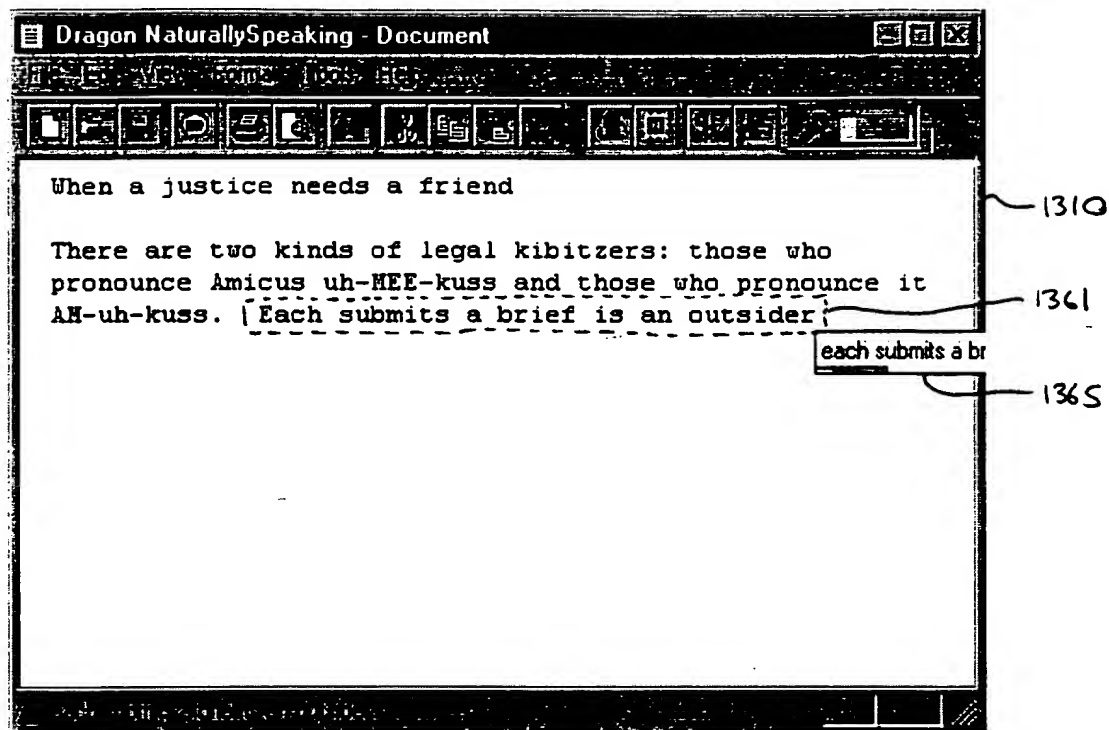 Dragon NaturallySpeaking - Document
When a justice needs a friend
There are two kinds of legal kibitzers: those who
pronounce Amicus uh-MEE-kuss and those who pronounce it
AM-uh-kuss. Each submits a brief is an outsider
each submits a br
1310
1361
1365